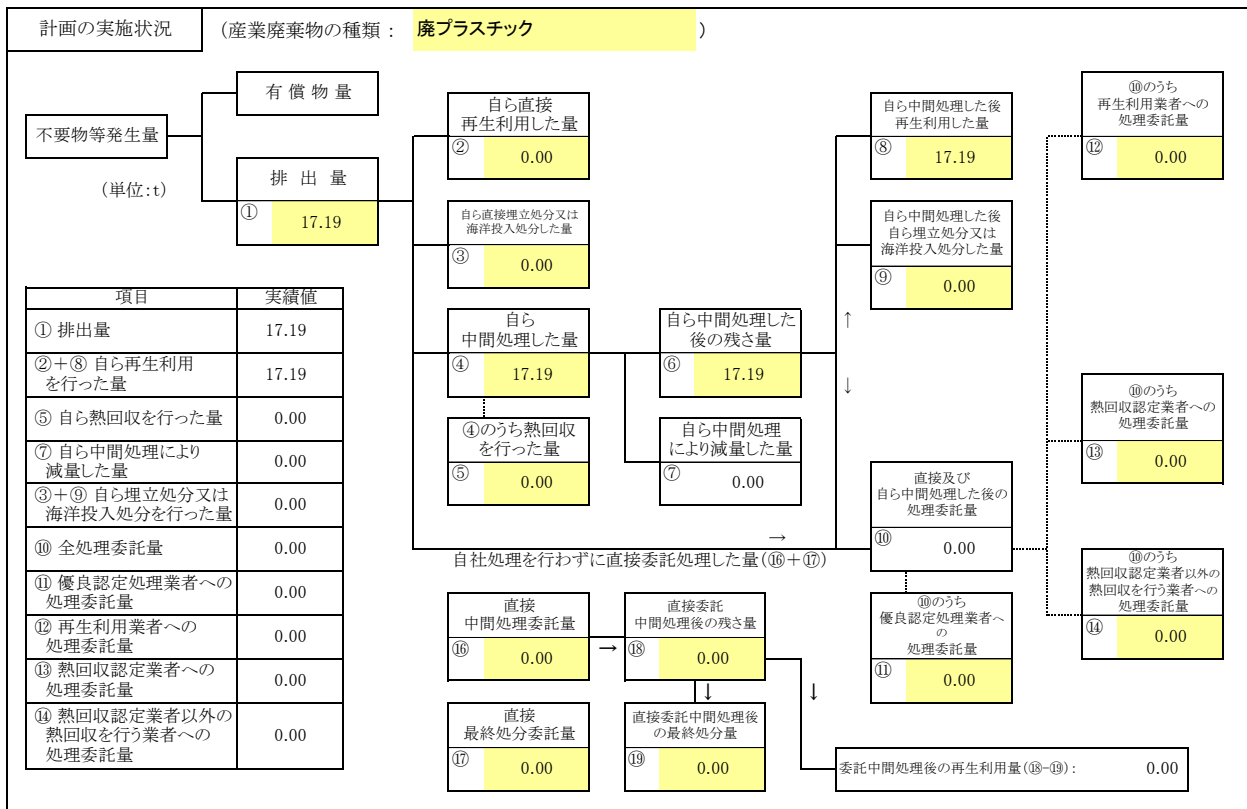 計画の実施状況
(産業廃棄物の種類： 廃プラスチック )
有償物量
不要物等発生量
(単位:t)
排出量
① 17.19
自ら直接
再生利用した量
② 0.00
自ら直接埋立処分又は
海洋投入処分した量
③ 0.00
自ら
中間処理した量
④ 17.19
④のうち熱回収
を行った量
⑤ 0.00
自ら中間処理した
後の残さ量
⑥ 17.19
自ら中間処理
により減量した量
⑦ 0.00
自ら中間処理した後
再生利用した量
⑧ 17.19
自ら中間処理した後
自ら埋立処分又は
海洋投入処分した量
⑨ 0.00
↑
↓
直接及び
自ら中間処理した後の
処理委託量
⑩ 0.00
→
自社処理を行わずに直接委託処理した量(⑯＋⑰)
⑩のうち
優良認定処理業者へ
の
処理委託量
⑪ 0.00
⑩のうち
再生利用業者への
処理委託量
⑫ 0.00
⑩のうち
熱回収認定業者への
処理委託量
⑬ 0.00
⑩のうち
熱回収認定業者以外の
熱回収を行う業者への
処理委託量
⑭ 0.00
直接
中間処理委託量
⑯ 0.00
→
直接委託
中間処理後の残さ量
⑱ 0.00
↓
↓
直接
最終処分委託量
⑰ 0.00
直接委託中間処理後
の最終処分量
⑲ 0.00
委託中間処理後の再生利用量(⑱-⑲)： 0.00
項目 実績値
① 排出量 17.19
②＋⑧ 自ら再生利用
を行った量 17.19
⑤ 自ら熱回収を行った量 0.00
⑦ 自ら中間処理により
減量した量 0.00
③＋⑨ 自ら埋立処分又は
海洋投入処分を行った量 0.00
⑩ 全処理委託量 0.00
⑪ 優良認定処理業者への
処理委託量 0.00
⑫ 再生利用業者への
処理委託量 0.00
⑬ 熱回収認定業者への
処理委託量 0.00
⑭ 熱回収認定業者以外の
熱回収を行う業者への
処理委託量 0.00